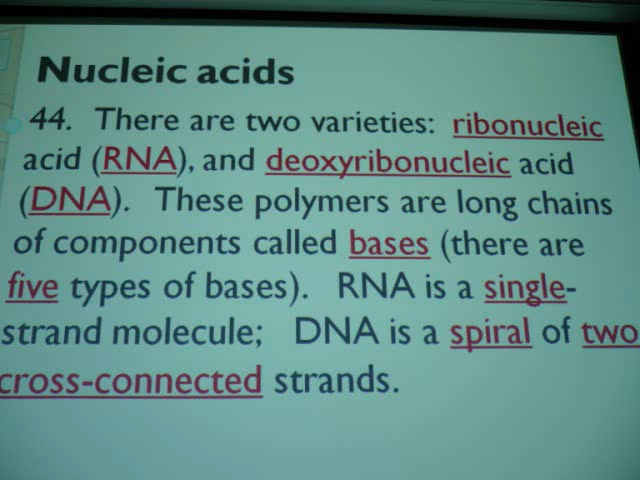 Nucleic acids
44. There are two varieties: ribonucleic
acid (RNA), and deoxyribonucleic acid
(DNA). These polymers are long chains
of components called bases (there are
five types of bases). RNA is a single-
strand molecule; DNA is a spiral of two
cross-connected strands.